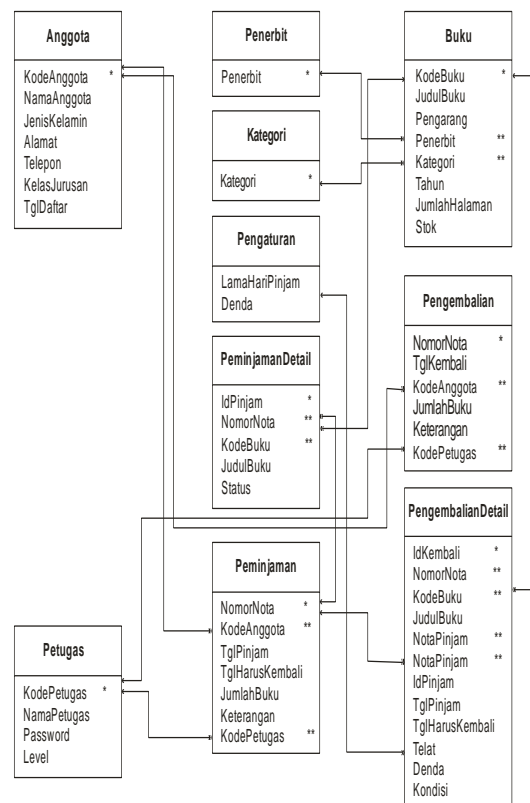 Anggota
KodeAnggota *
NamaAnggota
JenisKelamin
Alamat
Telepon
KelasJurusan
TglDaftar
Penerbit
Penerbit *
Kategori
Kategori *
Pengaturan
LamaHariPinjam
Denda
PeminjamanDetail
IdPinjam *
NomorNota **
KodeBuku **
JudulBuku
Status
Peminjaman
NomorNota *
KodeAnggota **
TglPinjam
TglHarusKembali
JumlahBuku
Keterangan
KodePetugas **
Petugas
KodePetugas *
NamaPetugas
Password
Level
Buku
KodeBuku *
JudulBuku
Pengarang
Penerbit **
Kategori **
Tahun
JumlahHalaman
Stok
Pengembalian
NomorNota *
TglKembali
KodeAnggota **
JumlahBuku
Keterangan
KodePetugas **
PengembalianDetail
IdKembali *
NomorNota **
KodeBuku **
JudulBuku
NotaPinjam **
NotaPinjam **
IdPinjam
TglPinjam
TglHarusKembali
Telat
Denda
Kondisi